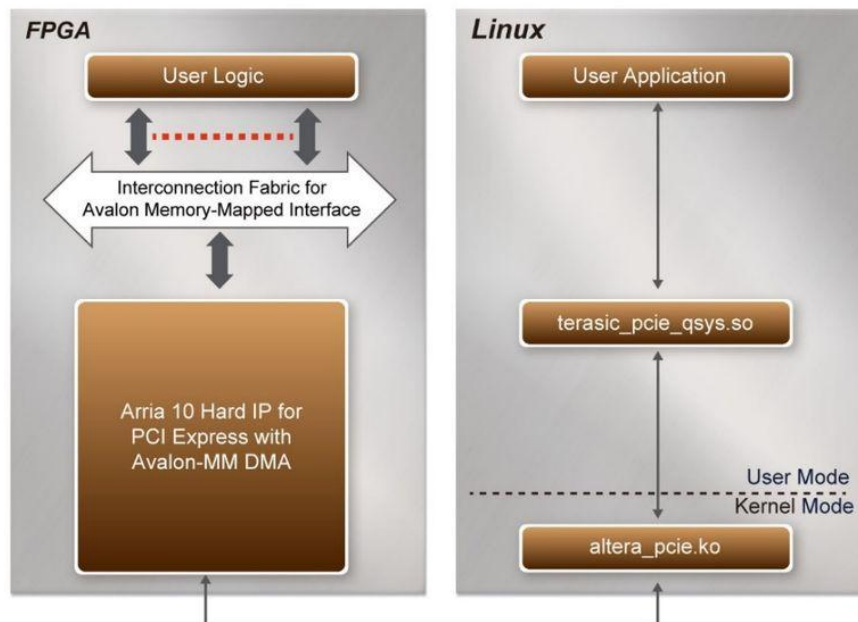 FPGA
User Logic
Interconnection Fabric for
Avalon Memory-Mapped Interface
Arria 10 Hard IP for
PCI Express with
Avalon-MM DMA
Linux
User Application
terasic_pcie_qsys.so
User Mode
Kernel Mode
altera_pcie.ko